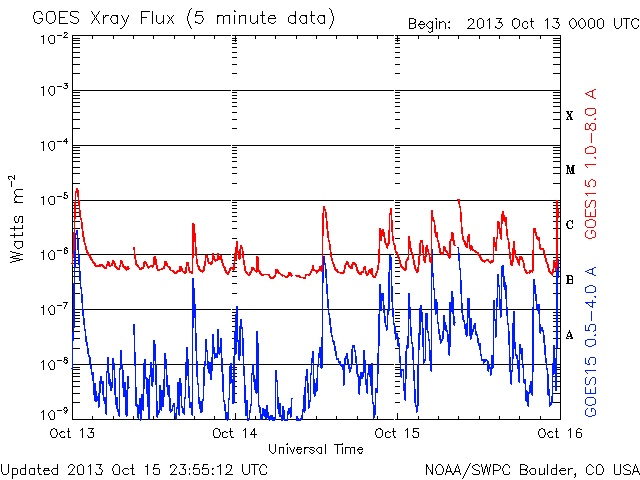 GOES Xray Flux (5 minute data)
Begin: 2013 Oct 13 0000 UTC
10-2
10-3
10-4
10-5
10-6
10-7
10-8
10-9
Watts m-2
X
M
C
B
A
GOES15 1.0-8.0 A
GOES15 0.5-4.0 A
Oct 13
Oct 14
Oct 15
Oct 16
Universal Time
Updated 2013 Oct 15 23:55:12 UTC
NOAA/SWPC Boulder, CO USA